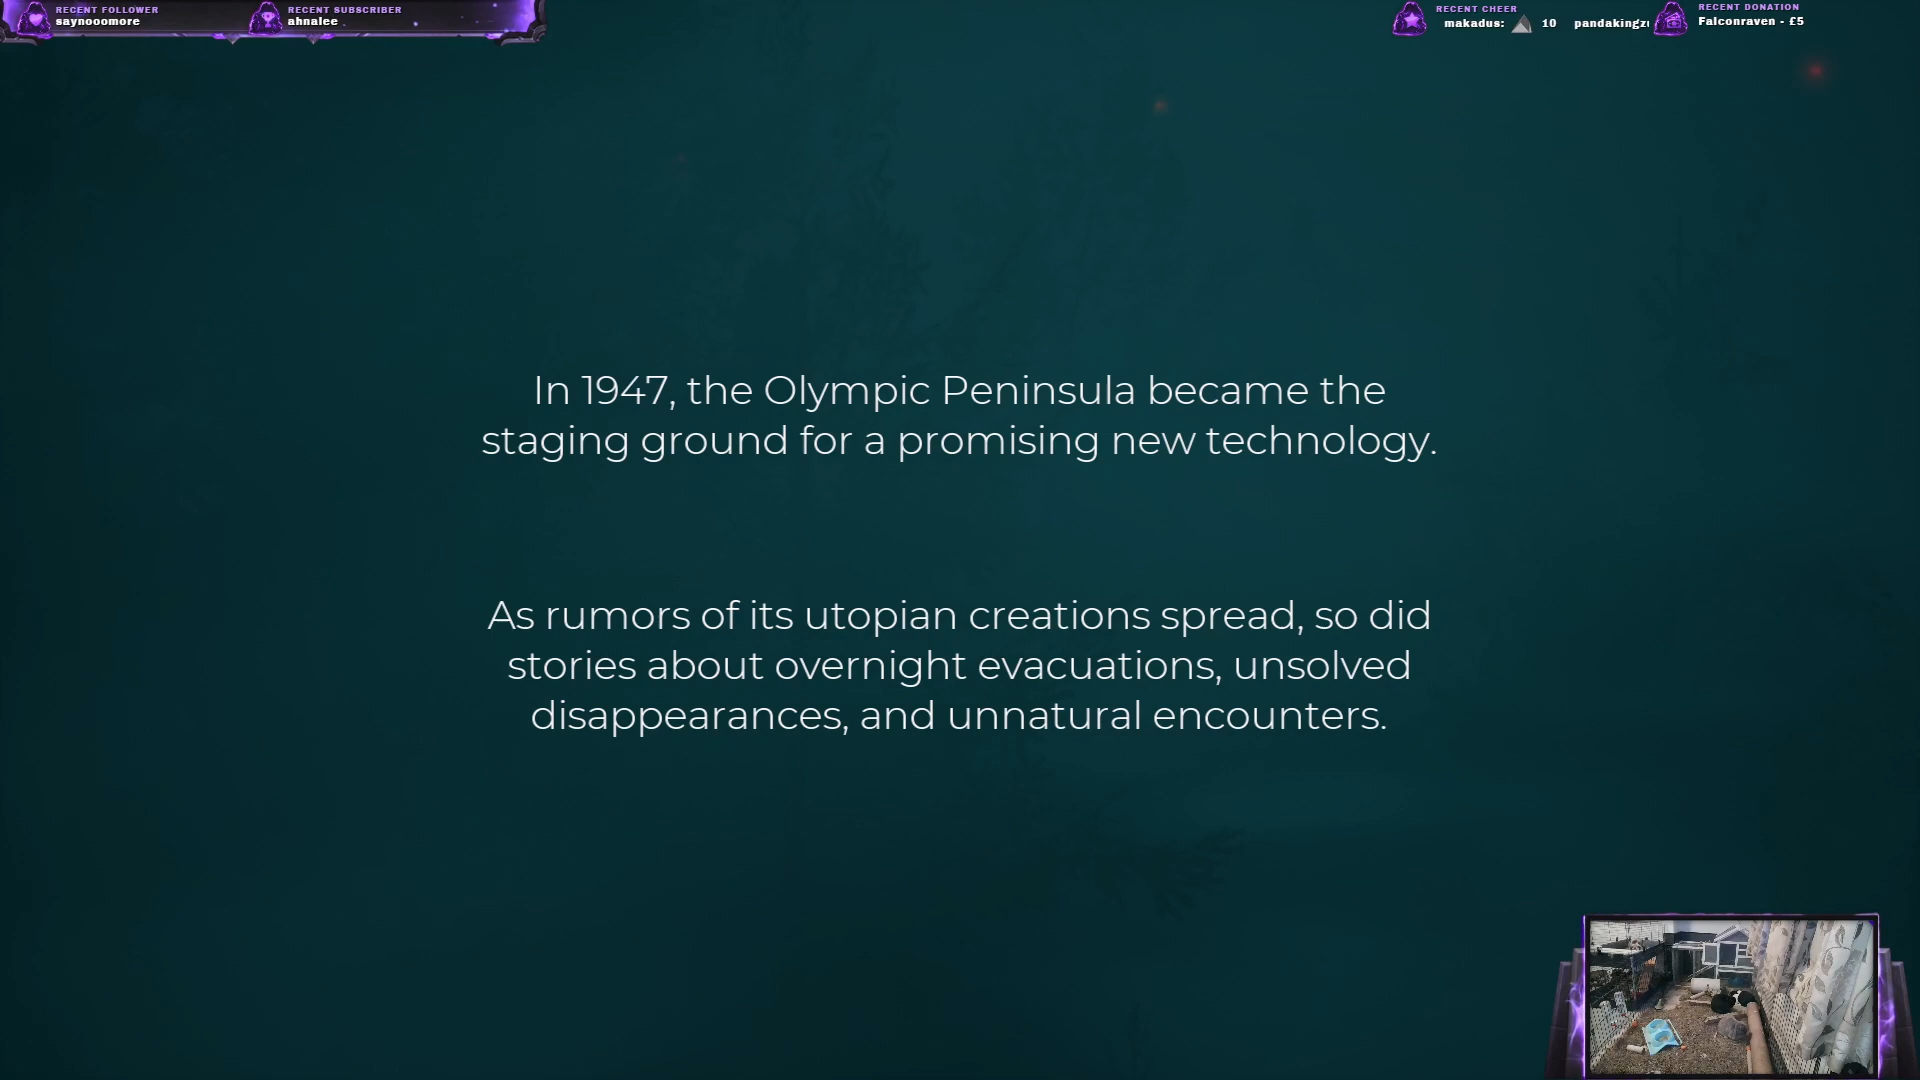 RECENT FOLLOWER
saynooomore
RECENT SUBSCRIBER
ahnalee
RECENT CHEER
makadus: 10 pandakingz
RECENT DONATION
Falconraven - £5
In 1947, the Olympic Peninsula became the
staging ground for a promising new technology.
As rumors of its utopian creations spread, so did
stories about overnight evacuations, unsolved
disappearances, and unnatural encounters.